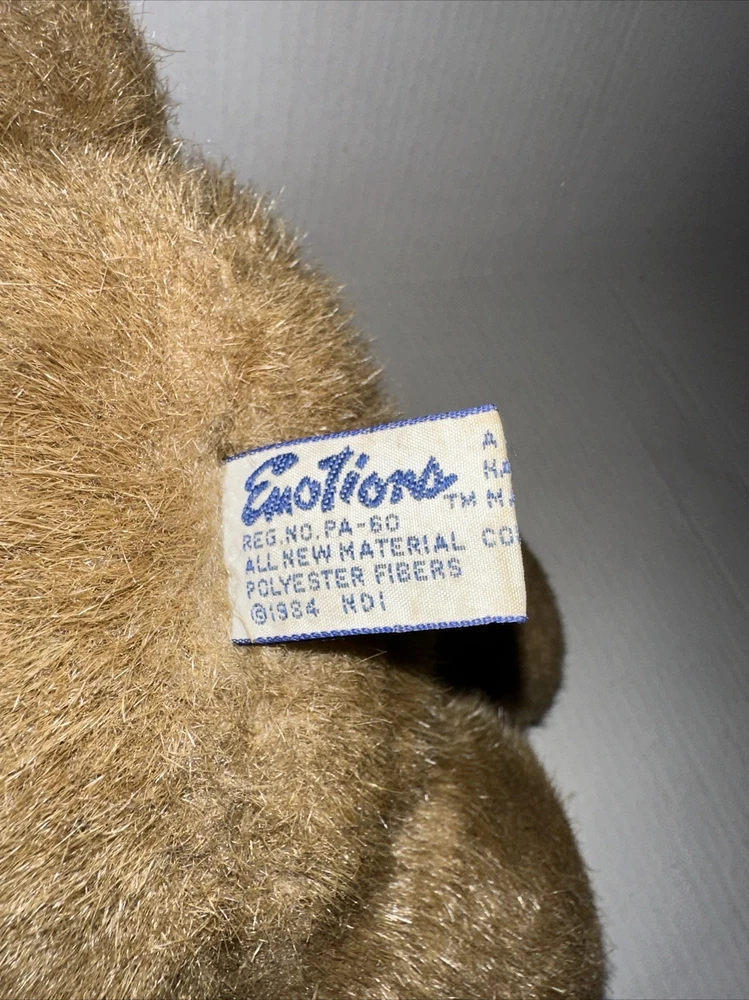 Emotions
TM
REG. NO. PA-60
ALL NEW MATERIAL
POLYESTER FIBERS
©1984 HDI
A